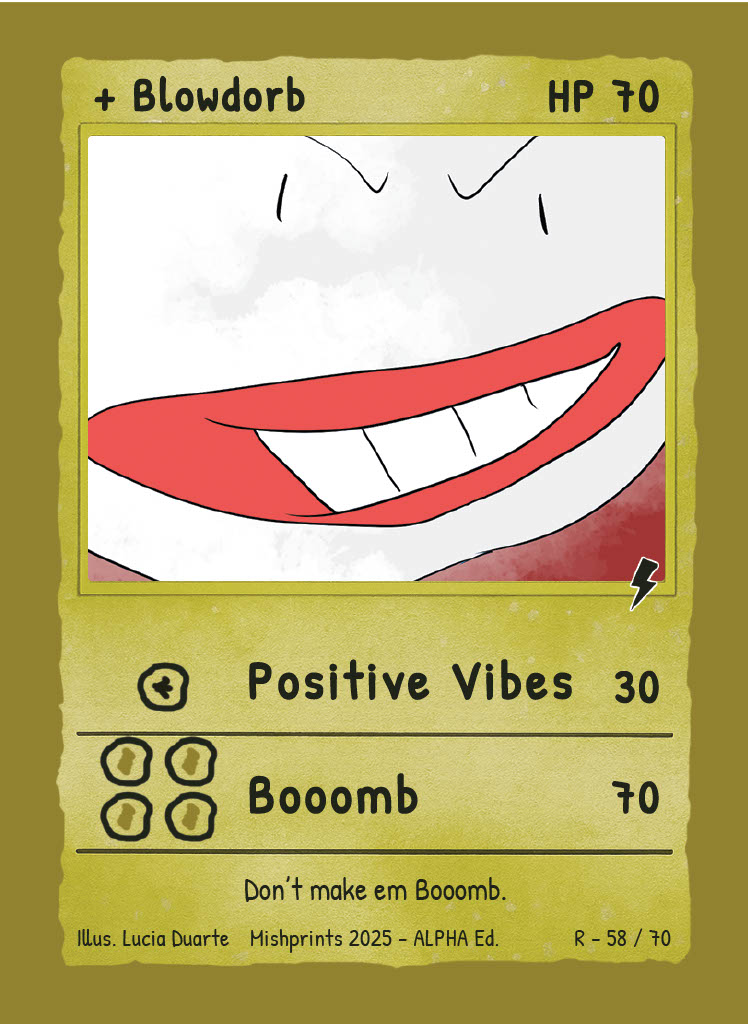 + Blowdorb HP 70
Positive Vibes 30
Booomb 70
Don't make em Booomb.
Illus. Lucia Duarte Mishprints 2025 - ALPHA Ed. R - 58 / 70